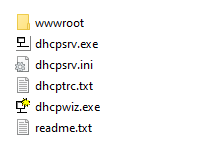 wwwroot
dhcpsrv.exe
dhcpsrv.ini
dhcptrc.txt
dhcpwiz.exe
readme.txt